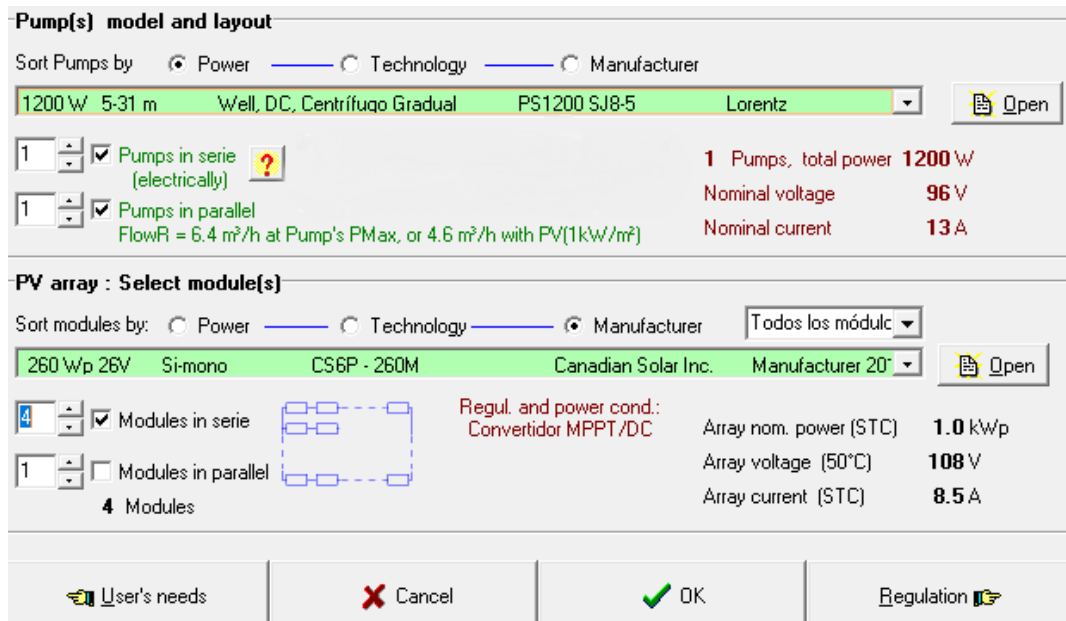 Pump(s) model and layout
Sort Pumps by Power Technology Manufacturer
1200 W 5-31 m Well, DC, Centrífugo Gradual PS1200 SJ8-5 Lorentz Open
1 Pumps in serie ? 1 Pumps, total power 1200 W
(electrically)
Nominal voltage 96 V
1 Pumps in parallel
FlowR = 6.4 m³/h at Pump's PMax, or 4.6 m³/h with PV(1kW/m²) Nominal current 13 A
PV array : Select module(s)
Sort modules by: Power Technology Manufacturer Todos los módulc
260 Wp 26V Si-mono CS6P - 260M Canadian Solar Inc. Manufacturer 20 Open
4 Modules in serie Regul. and power cond.:
Convertidor MPPT/DC Array nom. power (STC) 1.0 kWp
Array voltage (50°C) 108 V
1 Modules in parallel
Array current (STC) 8.5 A
4 Modules
User's needs Cancel OK Regulation